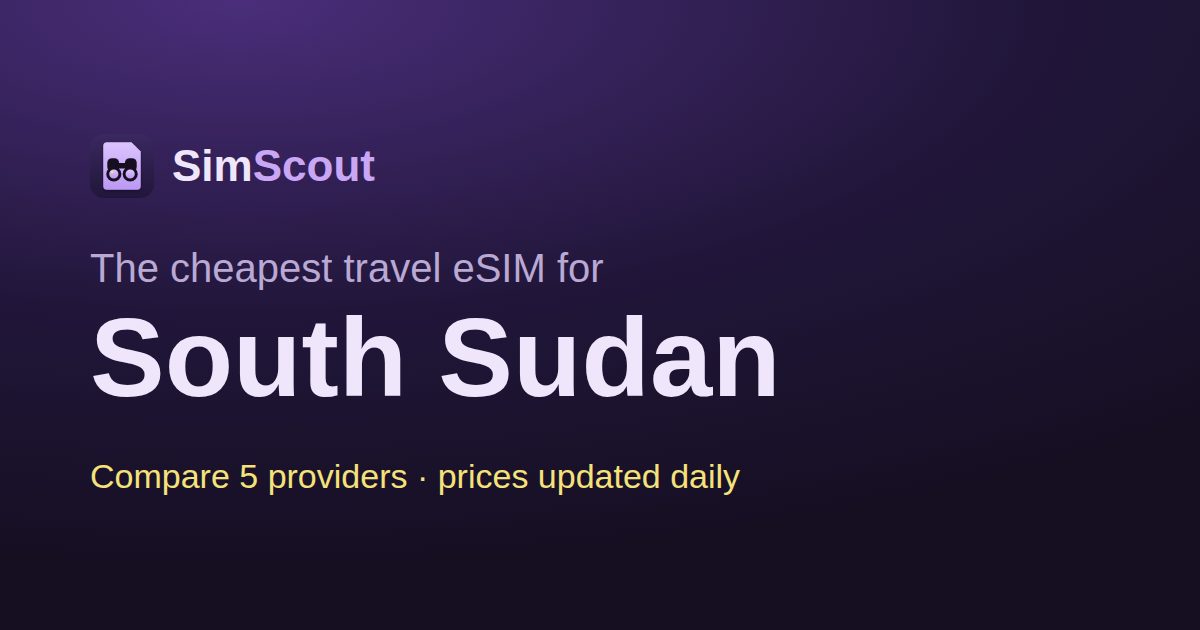 SimScout
The cheapest travel eSIM for
South Sudan
Compare 5 providers · prices updated daily